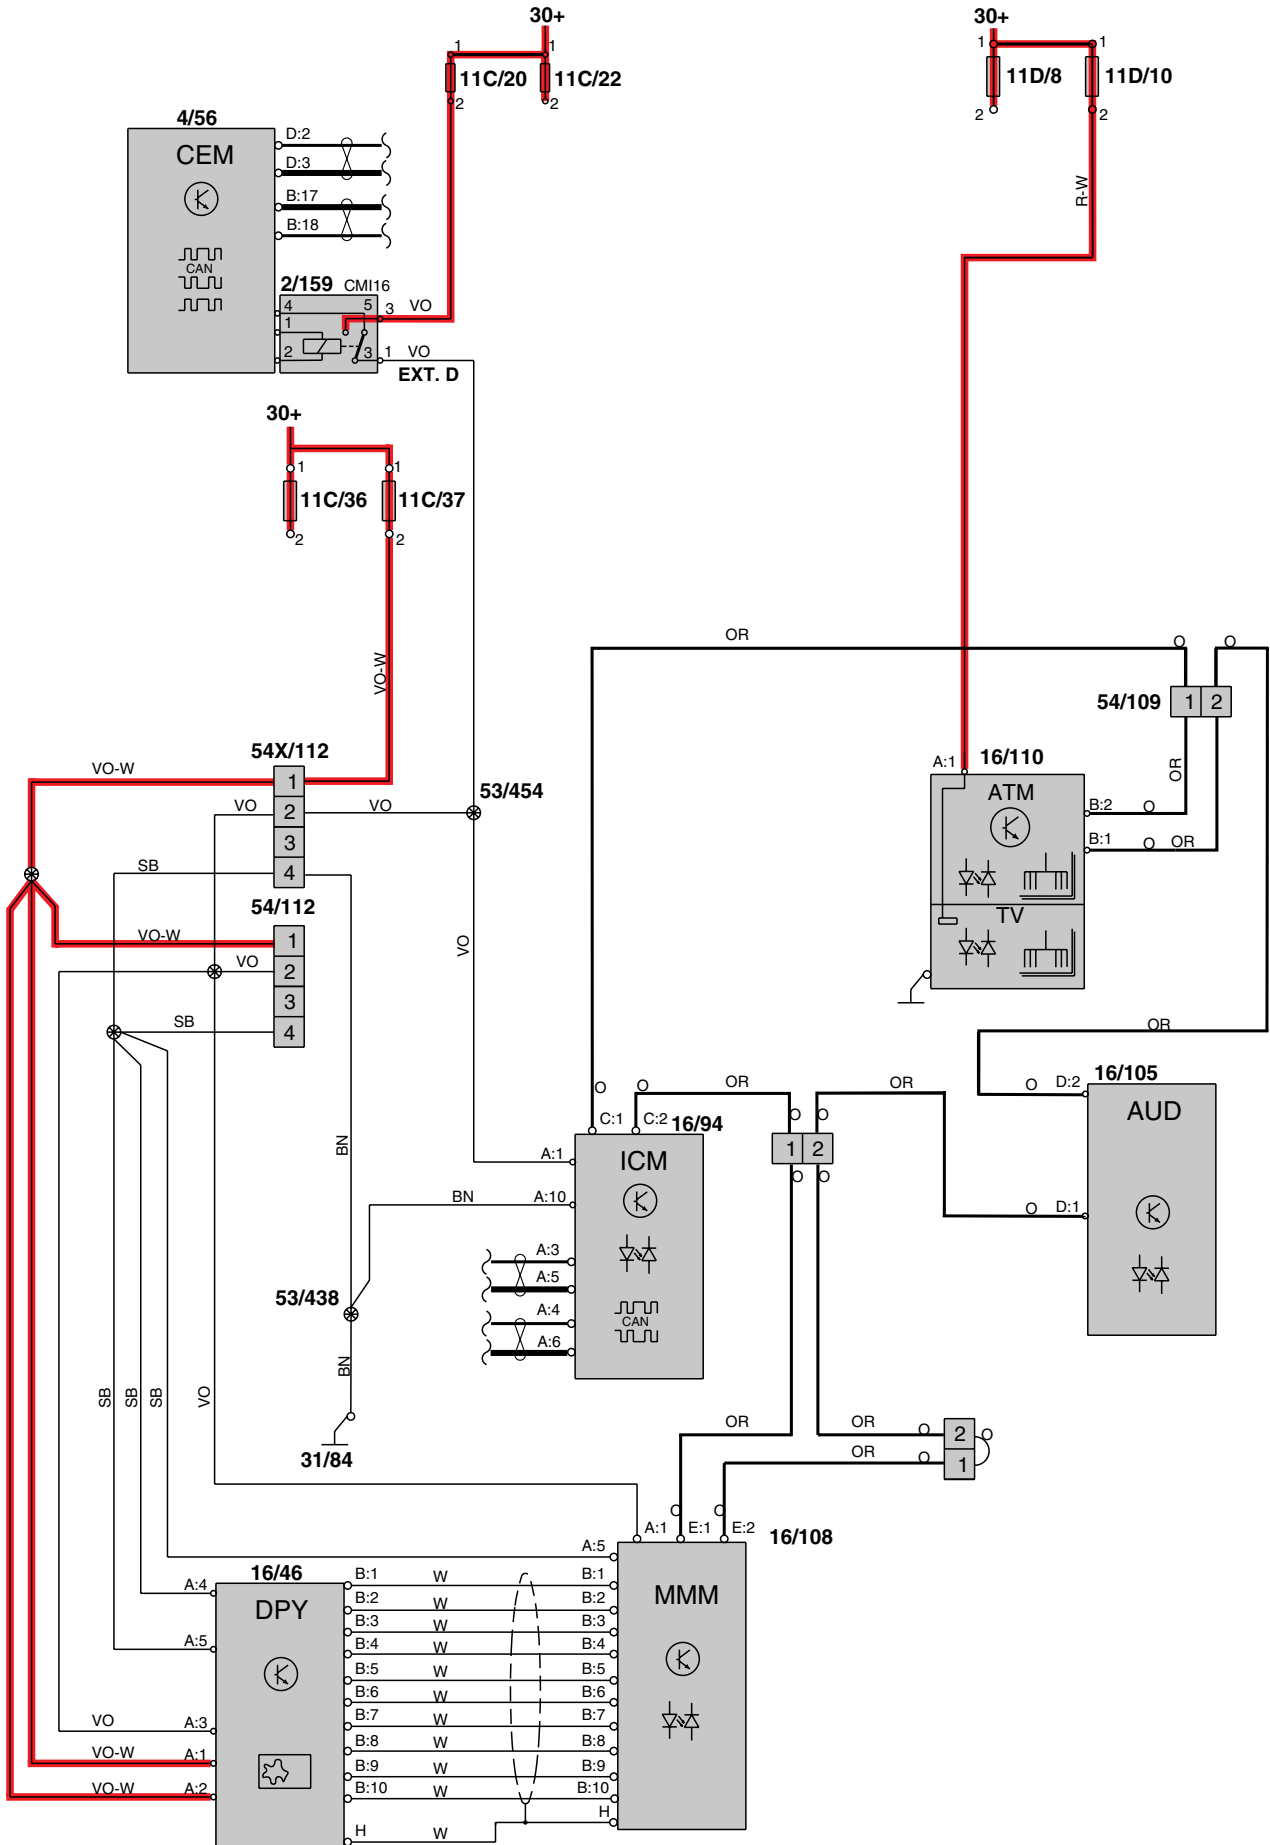 30+
30+
1
1
11C/20
11C/22
2
2
1
1
11D/8
11D/10
2
2
R-W
4/56
CEM
CAN
D:2
D:3
B:17
B:18
2/159
CMI16
4
5
3
VO
1
2
3
1
VO
EXT. D
30+
1
1
11C/36
11C/37
2
2
VO-W
OR
O
O
54/109
1
2
OR
54X/112
VO-W
1
VO
2
VO
53/454
3
SB
4
A:1
16/110
ATM
B:2
O
B:1
O
OR
TV
54/112
VO-W
1
VO
2
3
SB
4
VO
OR
O
O
OR
O
O
OR
C:1
C:2
16/94
ICM
A:1
BN
A:10
A:3
A:5
A:4
A:6
CAN
1
2
O
O
16/105
O
D:2
AUD
O
D:1
BN
53/438
BN
31/84
SB
SB
SB
VO
OR
OR
O
2
O
OR
O
1
O
O
A:1
E:1
E:2
16/108
A:5
MMM
16/46
DPY
A:4
A:5
VO
A:3
VO-W
A:1
VO-W
A:2
B:1
W
B:1
B:2
W
B:2
B:3
W
B:3
B:4
W
B:4
B:5
W
B:5
B:6
W
B:6
B:7
W
B:7
B:8
W
B:8
B:9
W
B:9
B:10
W
B:10
H
W
H